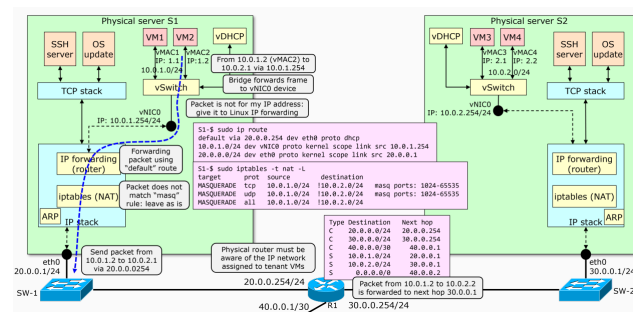 Physical server S1
SSH
server
OS
update
TCP stack
VM1
VM2
vDHCP
vMAC1
IP: 1.1
vMAC2
IP:1.2
10.0.1.0/24
vSwitch
vNIC0
IP: 10.0.1.254/24
From 10.0.1.2 (vMAC2) to
10.0.2.1 via 10.0.1.254
Bridge forwards frame
to vNIC0 device
Packet is not for my IP address:
give it to Linux IP forwarding
Forwarding
packet using
"default" route
Packet does not
match "masq"
rule: leave as is
IP forwarding
(router)
iptables (NAT)
ARP
IP stack
S1-$ sudo ip route
default via 20.0.0.254 dev eth0 proto dhcp
10.0.1.0/24 dev vNIC0 proto kernel scope link src 10.0.1.254
20.0.0.0/24 dev eth0 proto kernel scope link src 20.0.0.1
S1-$ sudo iptables -t nat -L
target prot source destination
MASQUERADE tcp 10.0.1.0/24 !10.0.2.0/24 masq ports: 1024-65535
MASQUERADE udp 10.0.1.0/24 !10.0.2.0/24 masq ports: 1024-65535
MASQUERADE all 10.0.1.0/24 !10.0.2.0/24
Type Destination Next hop
C 20.0.0.0/24 20.0.0.254
C 30.0.0.0/24 30.0.0.254
C 40.0.0.0/30 40.0.0.1
S 10.0.1.0/24 20.0.0.1
S 10.0.2.0/24 30.0.0.1
S 0.0.0.0/0 40.0.0.2
eth0
20.0.0.1/24
SW-1
Send packet from
10.0.1.2 to 10.0.2.1
via 20.0.0.0254
Physical router must be
aware of the IP network
assigned to tenant VMs
20.0.0.254/24
40.0.0.1/30
R1
30.0.0.254/24
Packet from 10.0.1.2 to 10.0.2.2
is forwarded to next hop 30.0.0.1
Physical server S2
vDHCP
VM3
VM4
vMAC3
IP: 2.1
vMAC4
IP: 2.2
10.0.2.0/24
vSwitch
vNIC0
IP: 10.0.2.254/24
SSH
server
OS
update
TCP stack
IP forwarding
(router)
iptables (NAT)
ARP
IP stack
eth0
30.0.0.1/24
SW-2